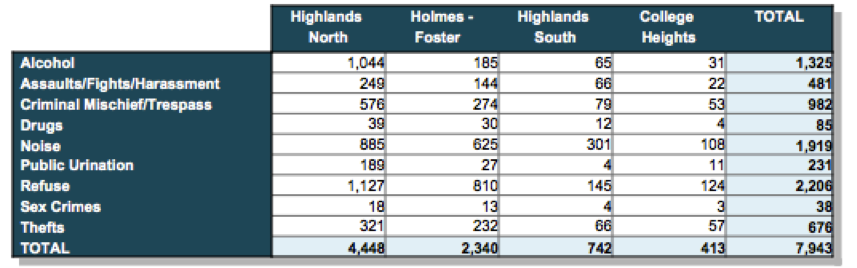 Highlands North Holmes - Foster Highlands South College Heights TOTAL
Alcohol 1,044 185 65 31 1,325
Assaults/Fights/Harassment 249 144 66 22 481
Criminal Mischief/Trespass 576 274 79 53 982
Drugs 39 30 12 4 85
Noise 885 625 301 108 1,919
Public Urination 189 27 4 11 231
Refuse 1,127 810 145 124 2,206
Sex Crimes 18 13 4 3 38
Thefts 321 232 66 57 676
TOTAL 4,448 2,340 742 413 7,943